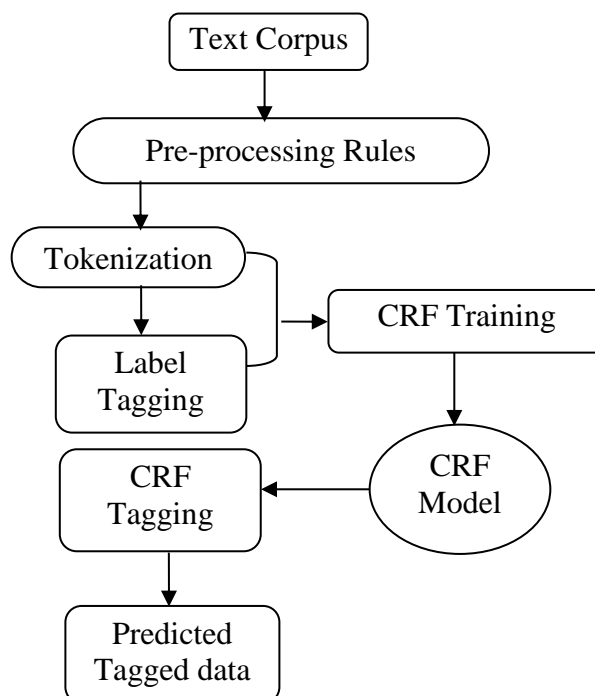 Text Corpus
Pre-processing Rules
Tokenization
Label
Tagging
CRF Training
CRF
Model
CRF
Tagging
Predicted
Tagged data